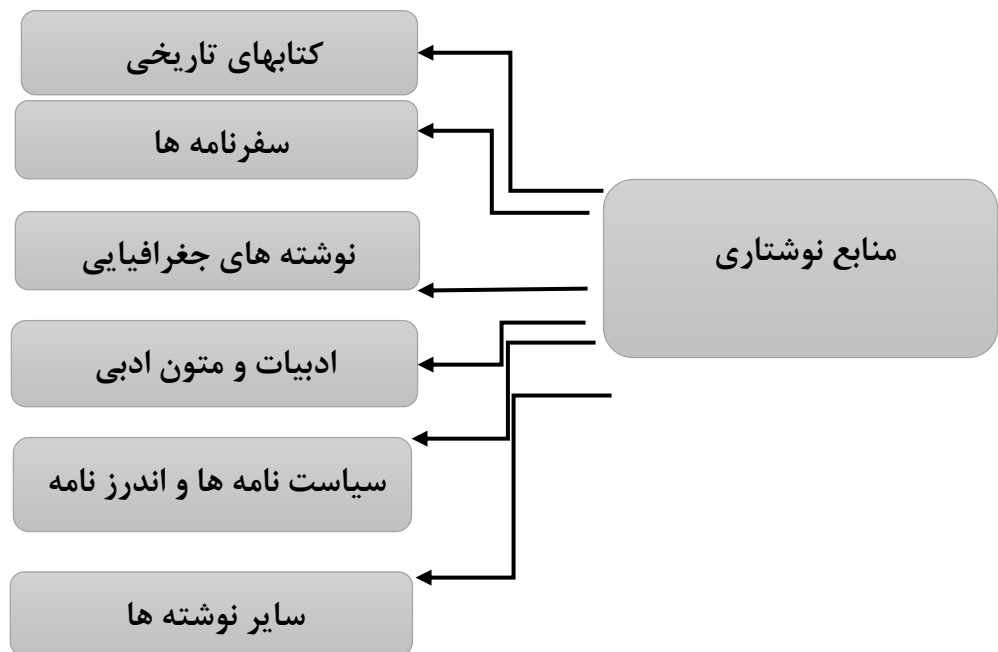 منابع نوشتاری
کتابهای تاریخی
سفرنامه ها
نوشته های جغرافیایی
ادبیات و متون ادبی
سیاست نامه ها و اندرز نامه
سایر نوشته ها